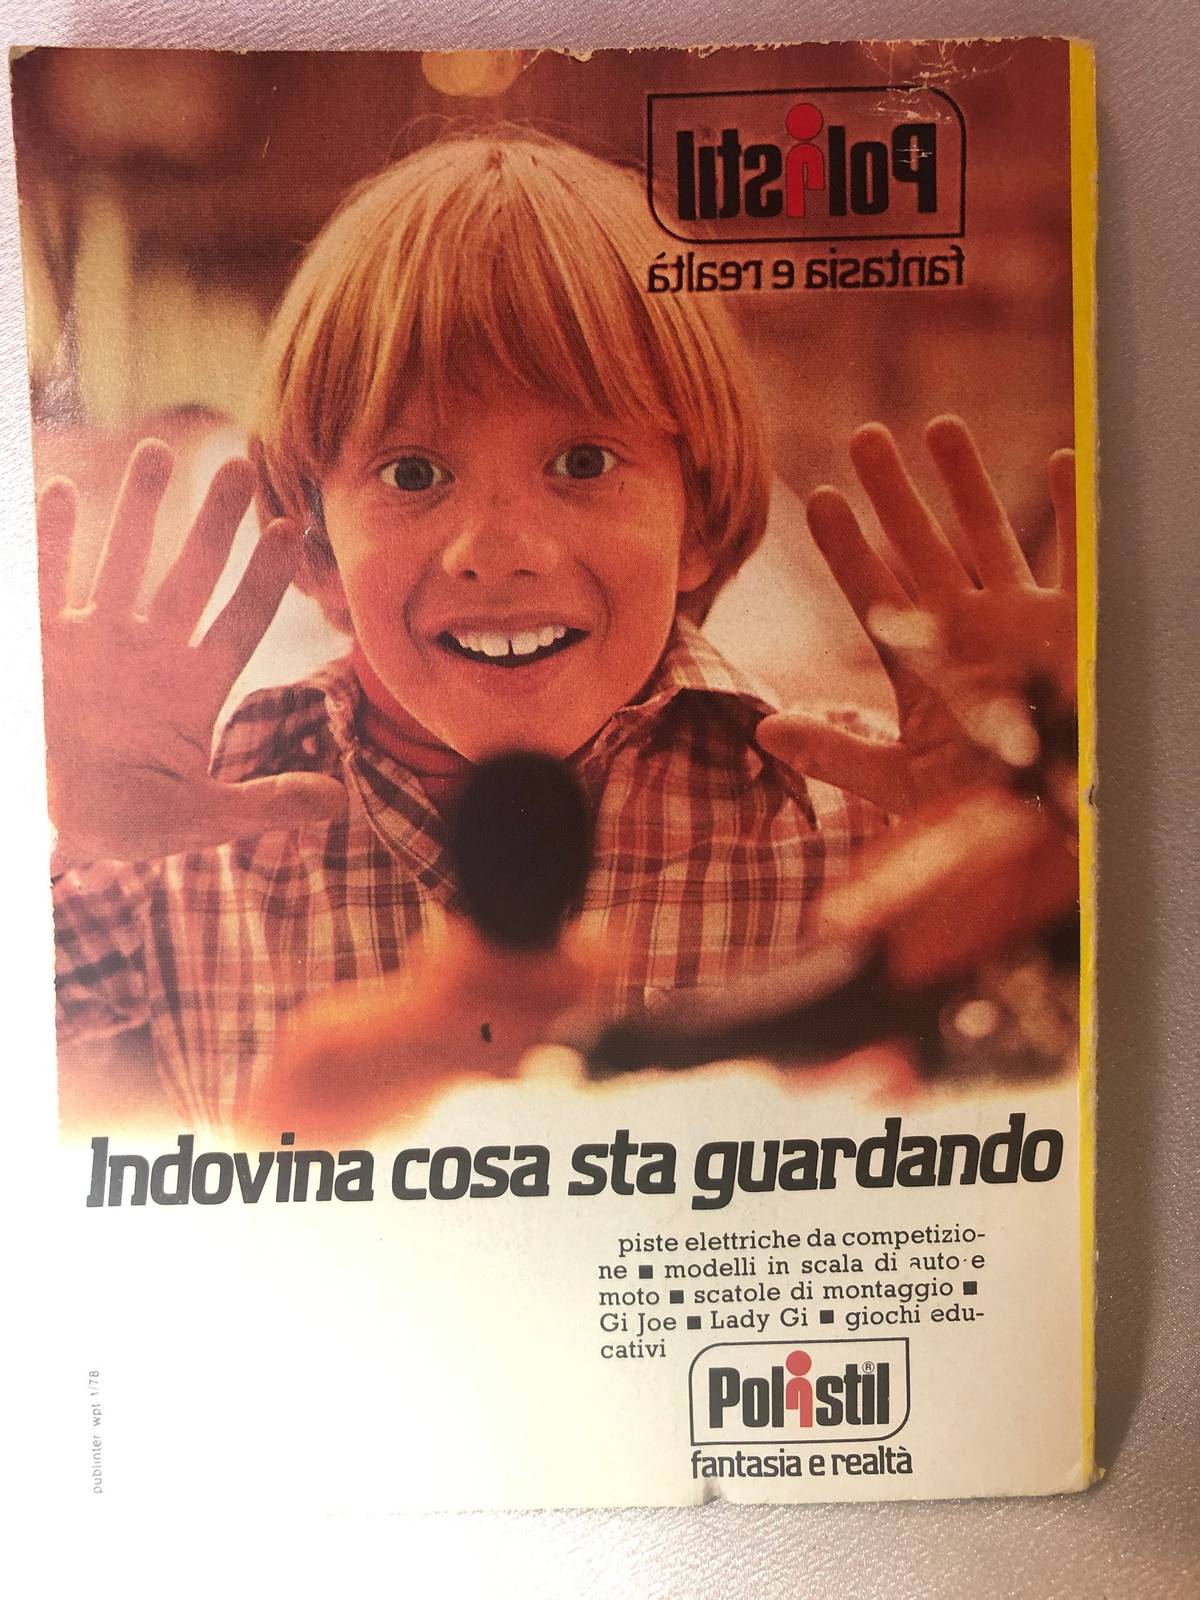 Polistil ®
fantasia e realtà
Indovina cosa sta guardando
piste elettriche da competizio-
ne ■ modelli in scala di auto e
moto ■ scatole di montaggio ■
Gi Joe ■ Lady Gi ■ giochi edu-
cativi
Polistil ®
fantasia e realtà
publinter wpt 1/78